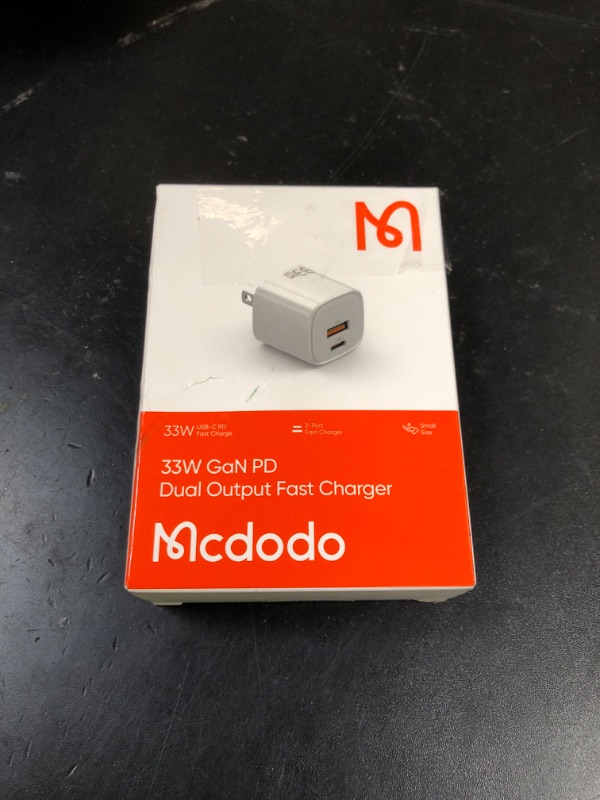 M
33W USB-C PD
Fast Charge
2-Port
Fast Charger
Small
Size
33W GaN PD
Dual Output Fast Charger
Mcdodo